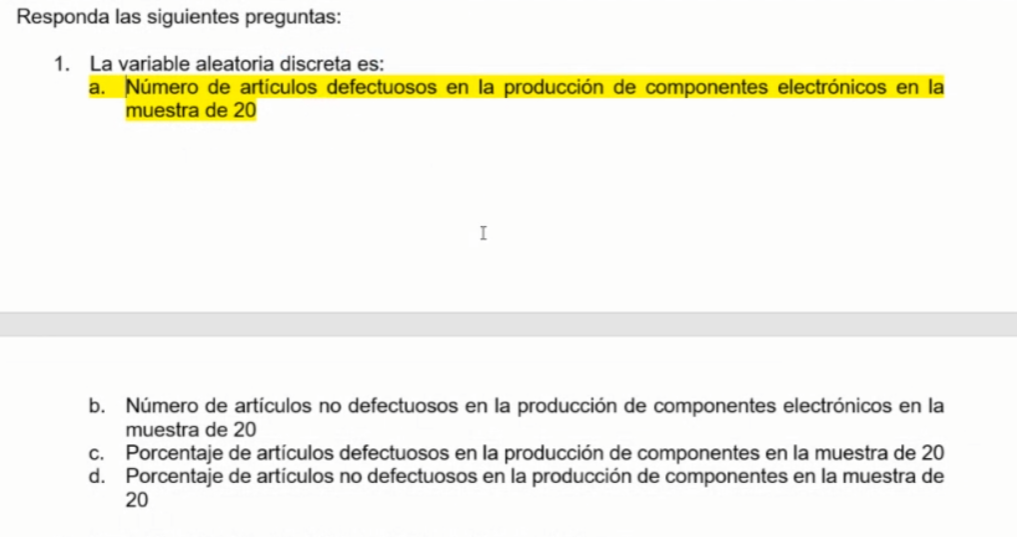 Responda las siguientes preguntas:
1. La variable aleatoria discreta es:
a. Número de artículos defectuosos en la producción de componentes electrónicos en la
muestra de 20
b. Número de artículos no defectuosos en la producción de componentes electrónicos en la
muestra de 20
c. Porcentaje de artículos defectuosos en la producción de componentes en la muestra de 20
d. Porcentaje de artículos no defectuosos en la producción de componentes en la muestra de
20